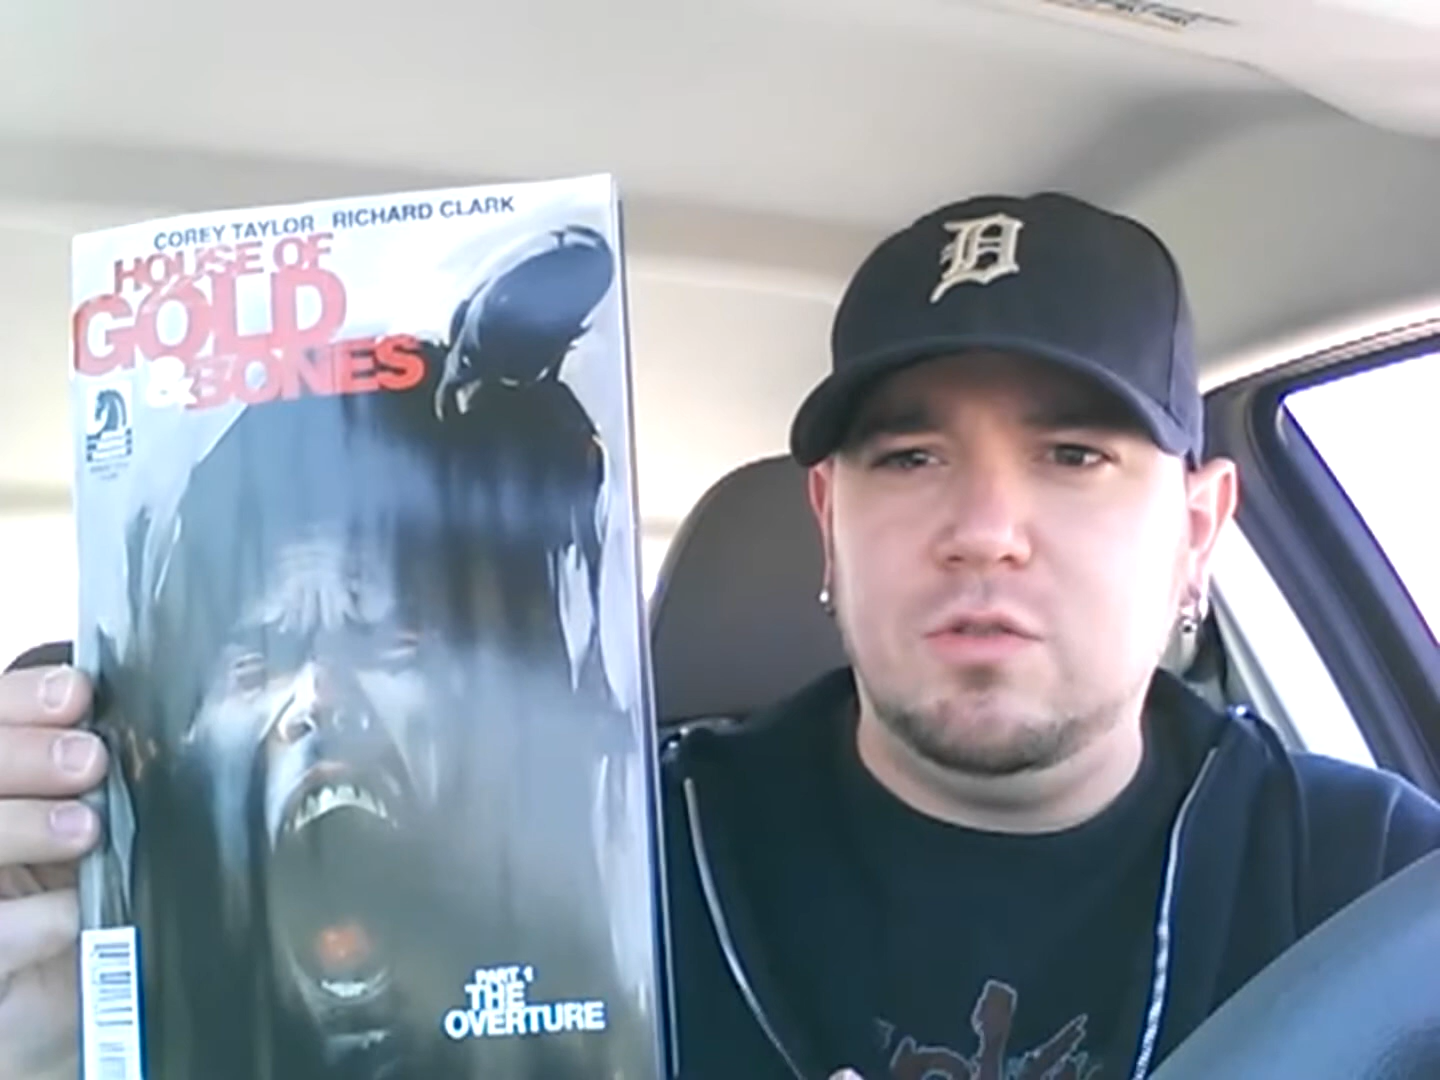 COREY TAYLOR RICHARD CLARK
HOUSE OF
GOLD
&BONES
D
PART 1
THE
OVERTURE